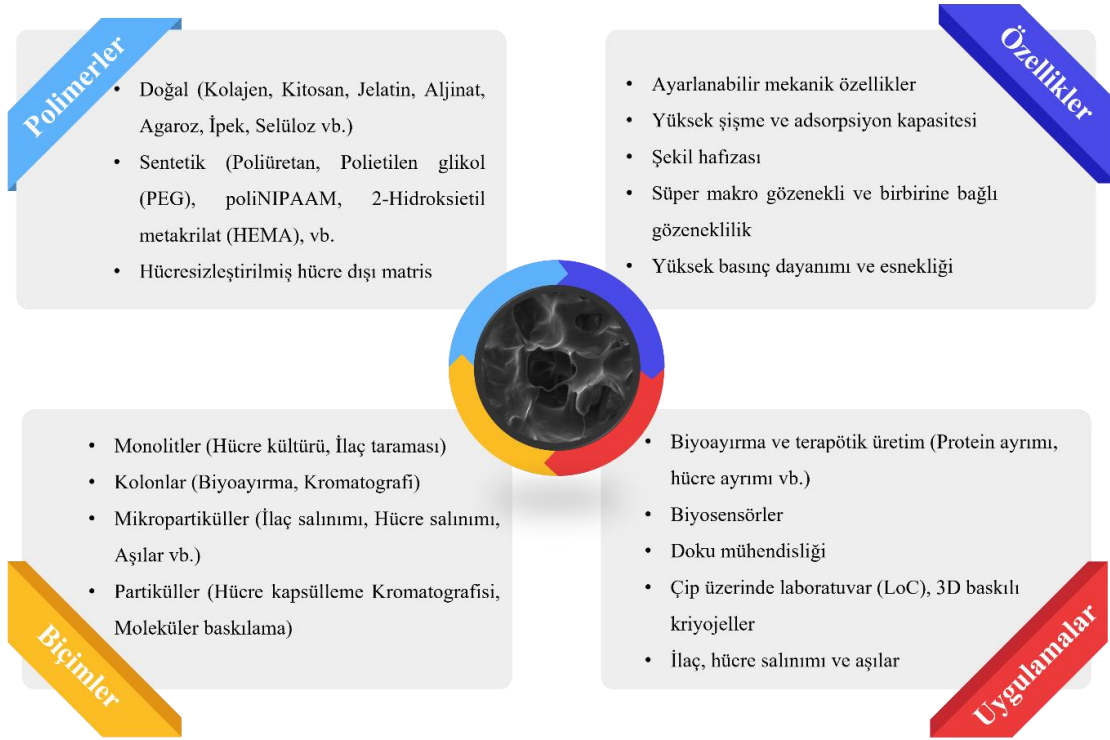 Polimerler
• Doğal (Kolajen, Kitosan, Jelatin, Aljinat,
Agaroz, İpek, Selüloz vb.)
• Sentetik (Poliüretan, Polietilen glikol
(PEG), poliNIPAAM, 2-Hidroksietil
metakrilat (HEMA), vb.
• Hücresizleştirilmiş hücre dışı matris
Özellikler
• Ayarlanabilir mekanik özellikler
• Yüksek şişme ve adsorpsiyon kapasitesi
• Şekil hafızası
• Süper makro gözenekli ve birbirine bağlı
gözeneklilik
• Yüksek basınç dayanımı ve esnekliği
• Monolitler (Hücre kültürü, İlaç taraması)
• Kolonlar (Biyoayırma, Kromatografi)
• Mikropartiküller (İlaç salınımı, Hücre salınımı,
Aşılar vb.)
• Partiküller (Hücre kapsülleme Kromatografisi,
Moleküler baskılama)
Biçimler
• Biyoayırma ve terapötik üretim (Protein ayrımı,
hücre ayrımı vb.)
• Biyosensörler
• Doku mühendisliği
• Çip üzerinde laboratuvar (LoC), 3D baskılı
kriyojeller
• İlaç, hücre salınımı ve aşılar
Uygulamalar